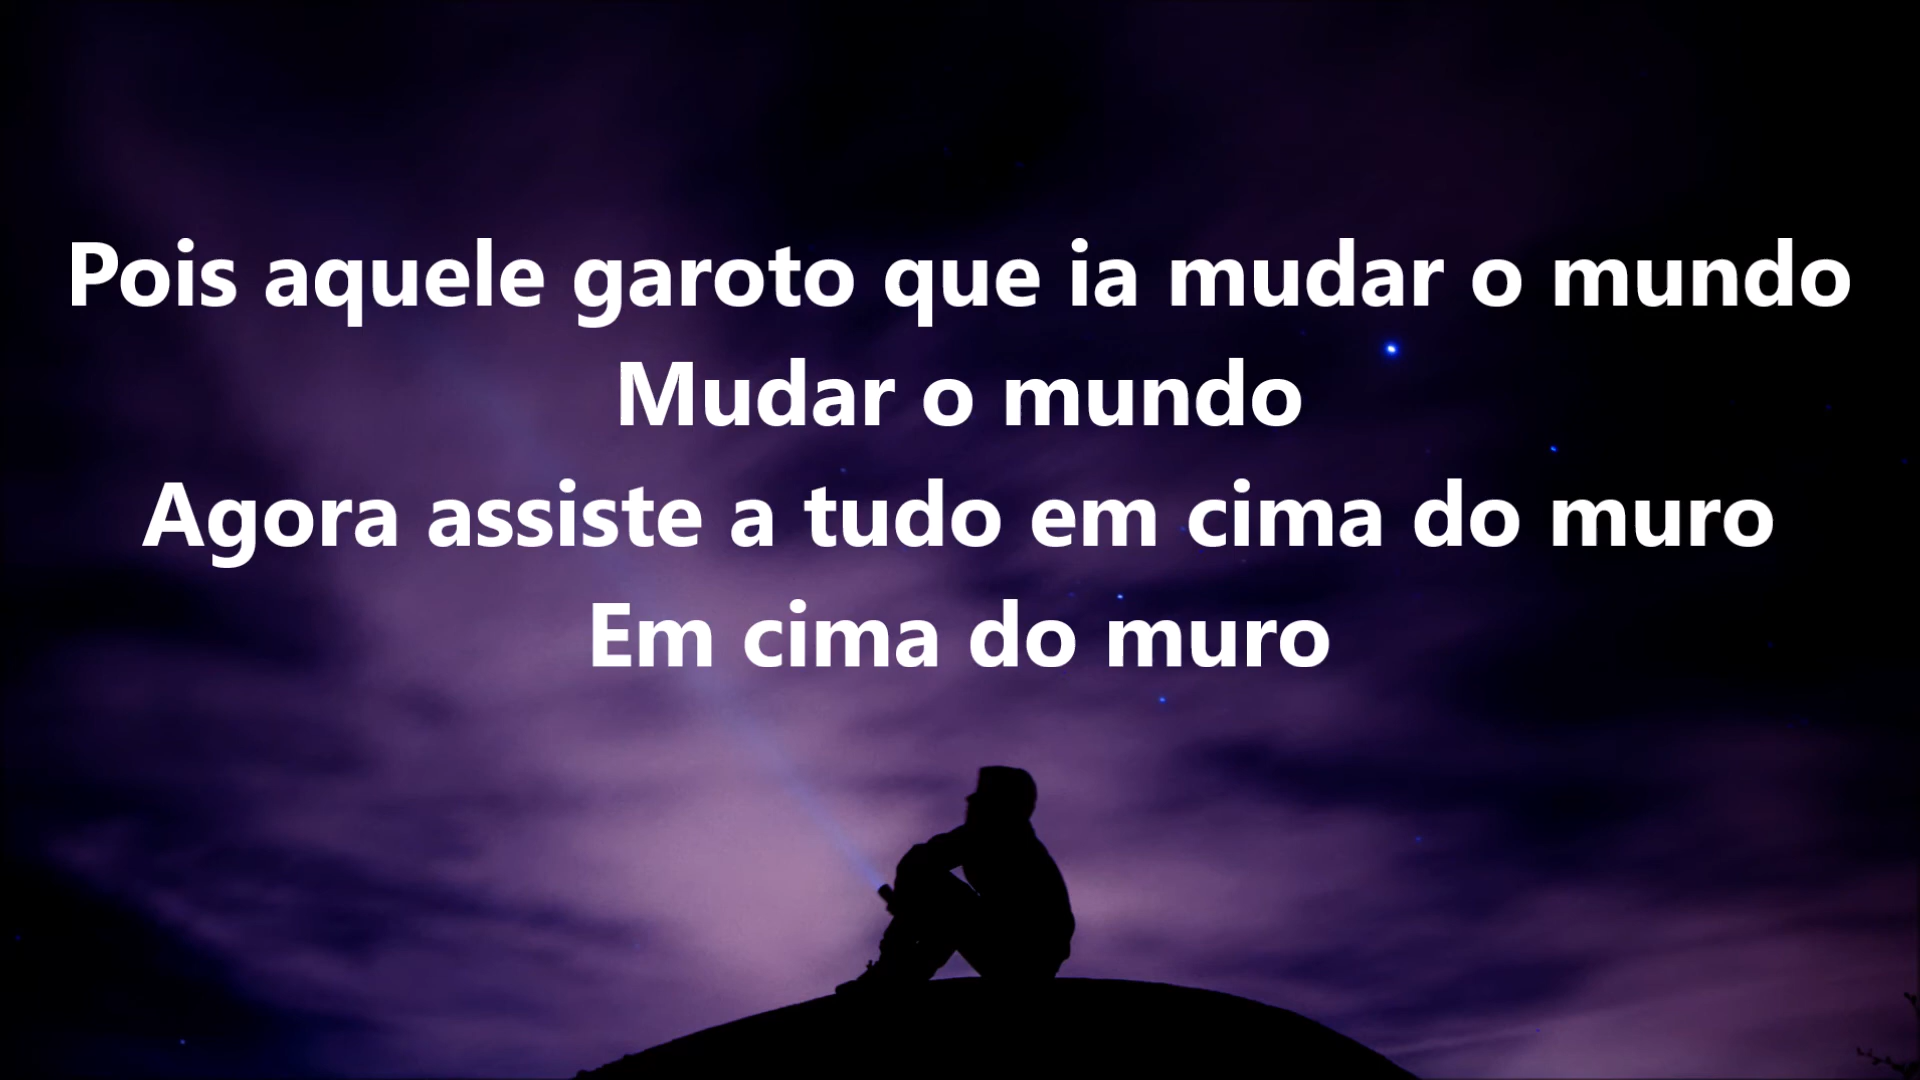 Pois aquele garoto que ia mudar o mundo
Mudar o mundo
Agora assiste a tudo em cima do muro
Em cima do muro